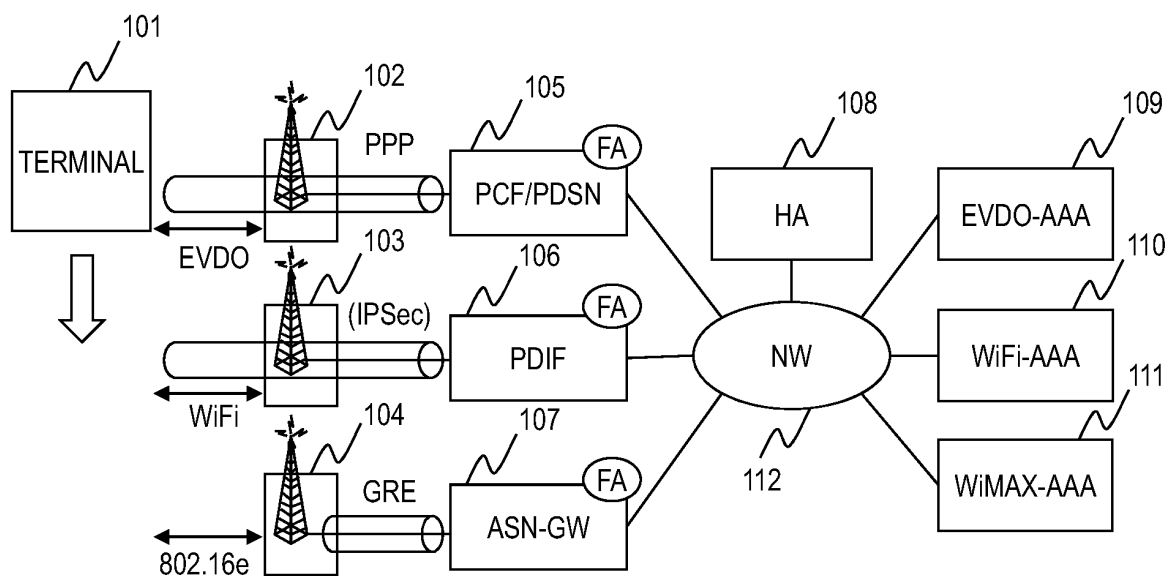 101
TERMINAL
102
PPP
105
FA
PCF/PDSN
EVDO
103
(IPSec)
106
FA
PDIF
WiFi
104
GRE
107
FA
ASN-GW
802.16e
108
HA
NW
112
109
EVDO-AAA
110
WiFi-AAA
111
WiMAX-AAA